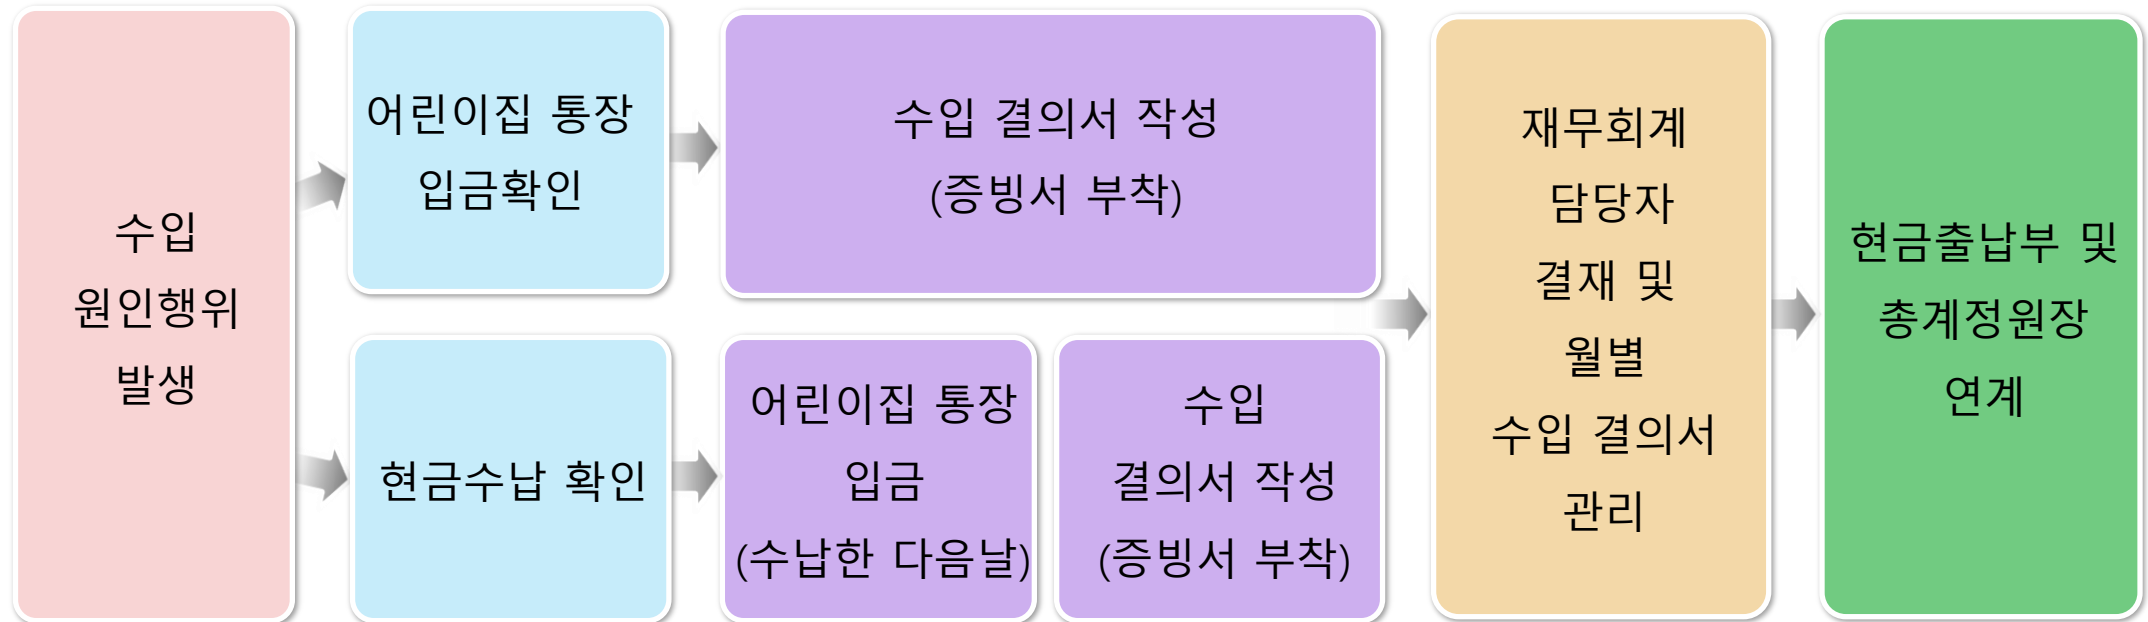 수입
원인행위
발생
어린이집 통장
입금확인
수입 결의서 작성
(증빙서 부착)
현금수납 확인
어린이집 통장
입금
(수납한 다음날)
수입
결의서 작성
(증빙서 부착)
재무회계
담당자
결재 및
월별
수입 결의서
관리
현금출납부 및
총계정원장
연계